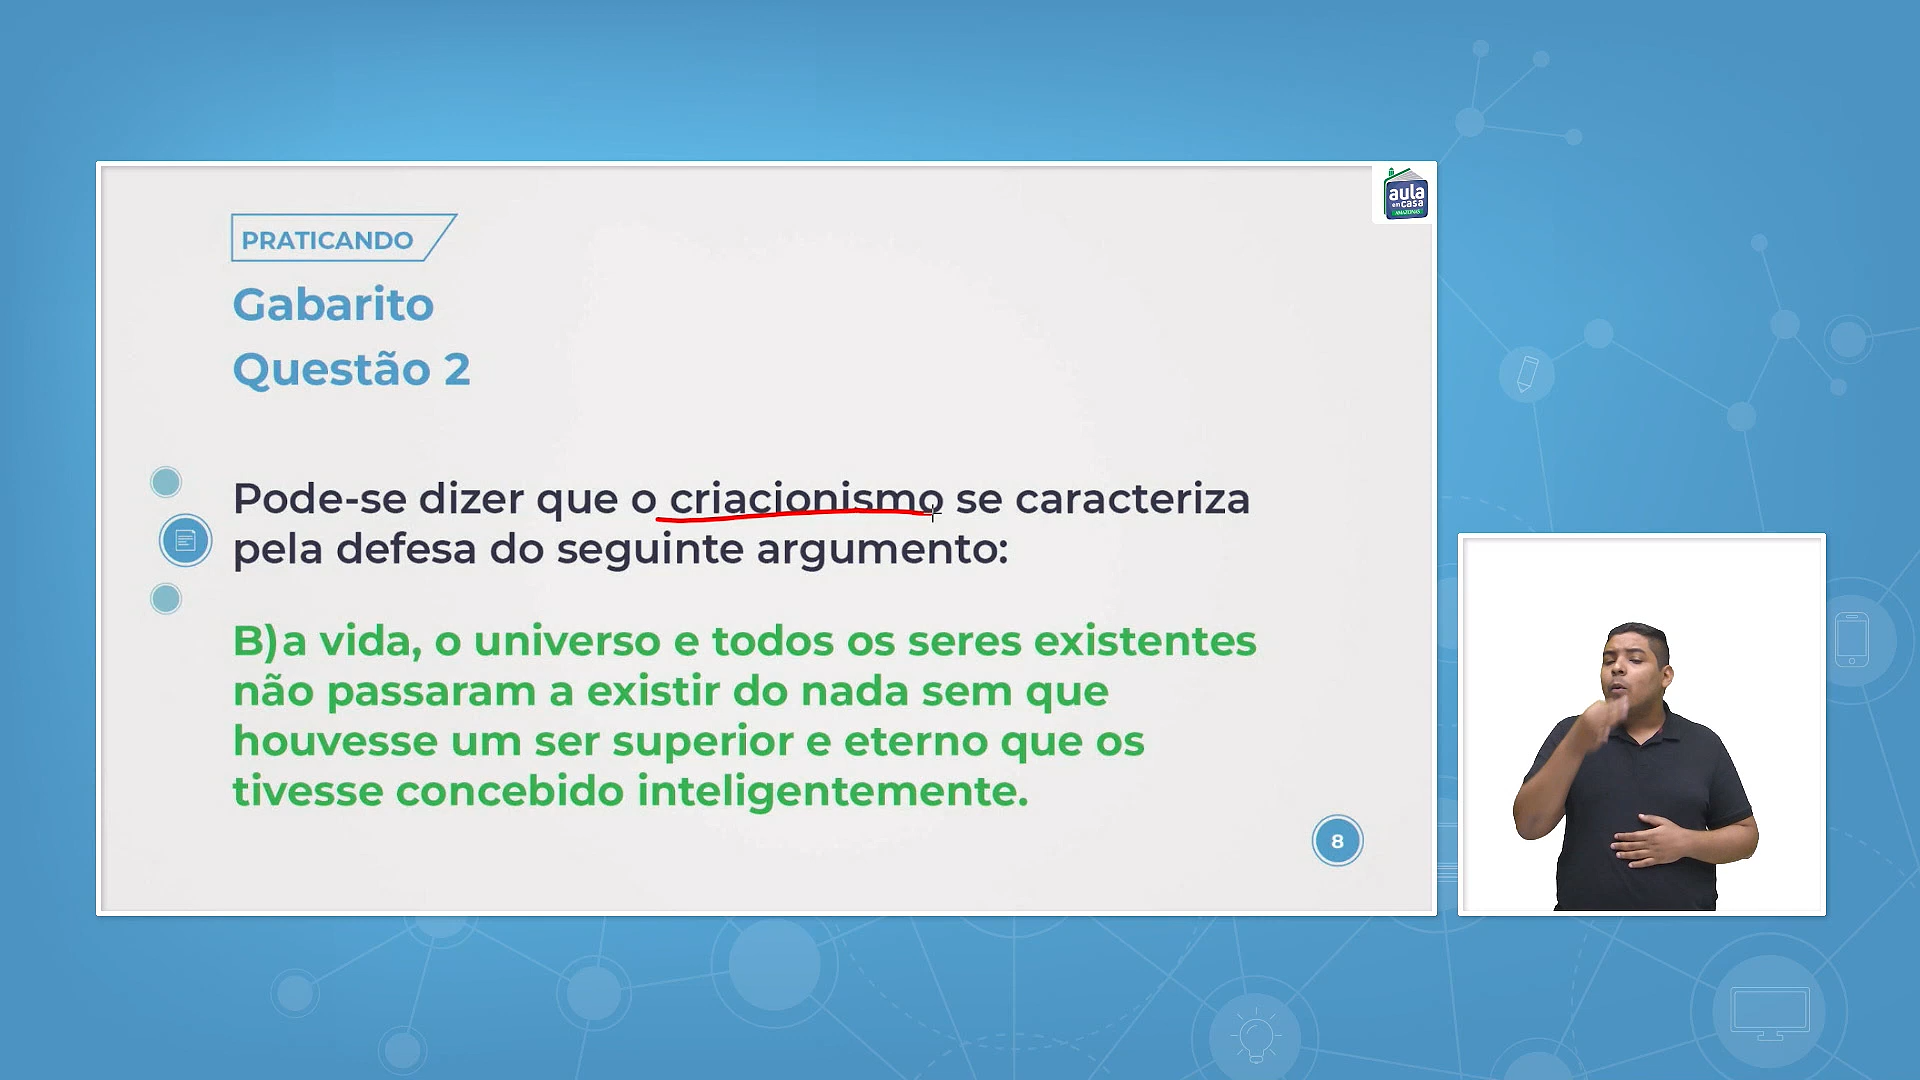 aula
em casa
AMAZONAS
PRATICANDO
Gabarito
Questão 2
Pode-se dizer que o criacionismo se caracteriza
pela defesa do seguinte argumento:
B)a vida, o universo e todos os seres existentes
não passaram a existir do nada sem que
houvesse um ser superior e eterno que os
tivesse concebido inteligentemente.
8